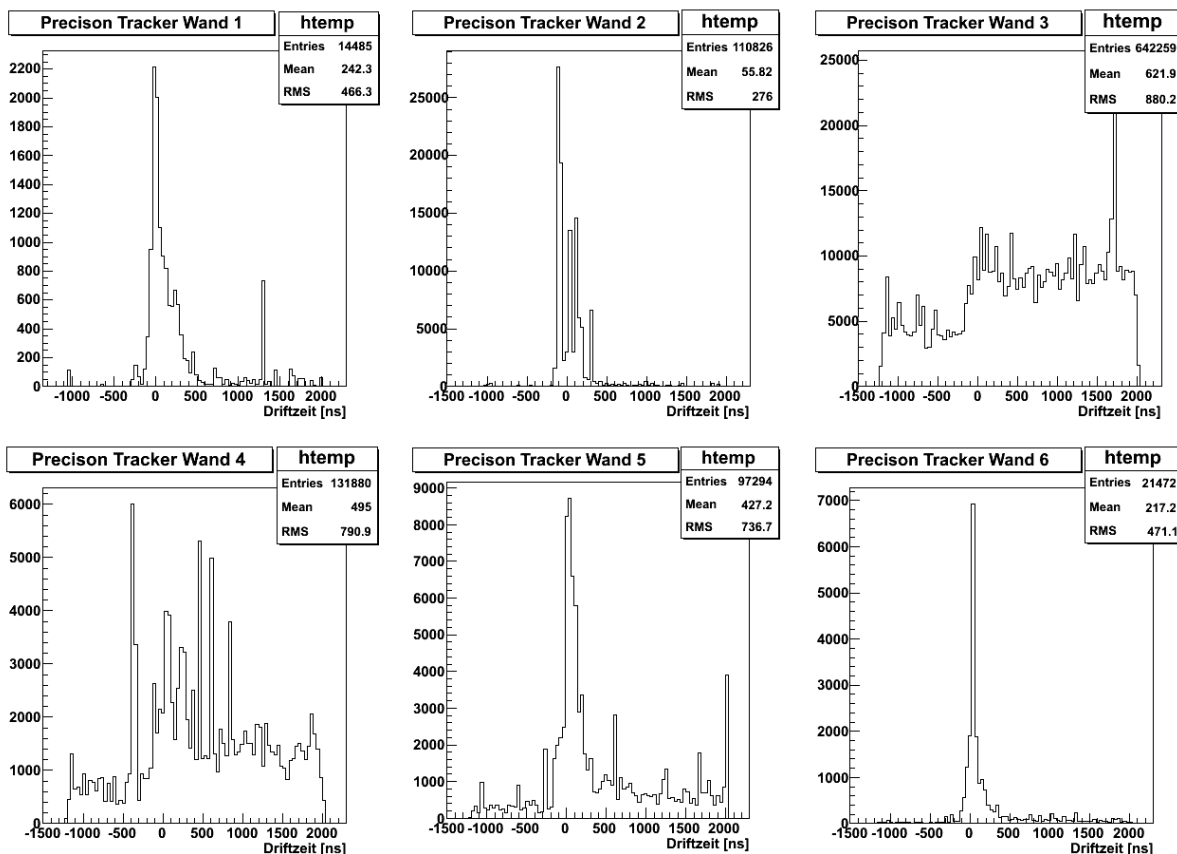 Precison Tracker Wand 1
htemp
Entries 14485
Mean 242.3
RMS 466.3
2200
2000
1800
1600
1400
1200
1000
800
600
400
200
0
-1000 -500 0 500 1000 1500 2000
Driftzeit [ns]
Precison Tracker Wand 2
htemp
Entries 110826
Mean 55.82
RMS 276
25000
20000
15000
10000
5000
0
-1500 -1000 -500 0 500 1000 1500 2000
Driftzeit [ns]
Precison Tracker Wand 3
htemp
Entries 642259
Mean 621.9
RMS 880.2
25000
20000
15000
10000
5000
0
-1500 -1000 -500 0 500 1000 1500 2000
Driftzeit [ns]
Precison Tracker Wand 4
htemp
Entries 131880
Mean 495
RMS 790.9
6000
5000
4000
3000
2000
1000
0
-1500 -1000 -500 0 500 1000 1500 2000
Driftzeit [ns]
Precison Tracker Wand 5
htemp
Entries 97294
Mean 427.2
RMS 736.7
9000
8000
7000
6000
5000
4000
3000
2000
1000
0
-1500 -1000 -500 0 500 1000 1500 2000
Driftzeit [ns]
Precison Tracker Wand 6
htemp
Entries 21472
Mean 217.2
RMS 471.1
7000
6000
5000
4000
3000
2000
1000
0
-1500 -1000 -500 0 500 1000 1500 2000
Driftzeit [ns]